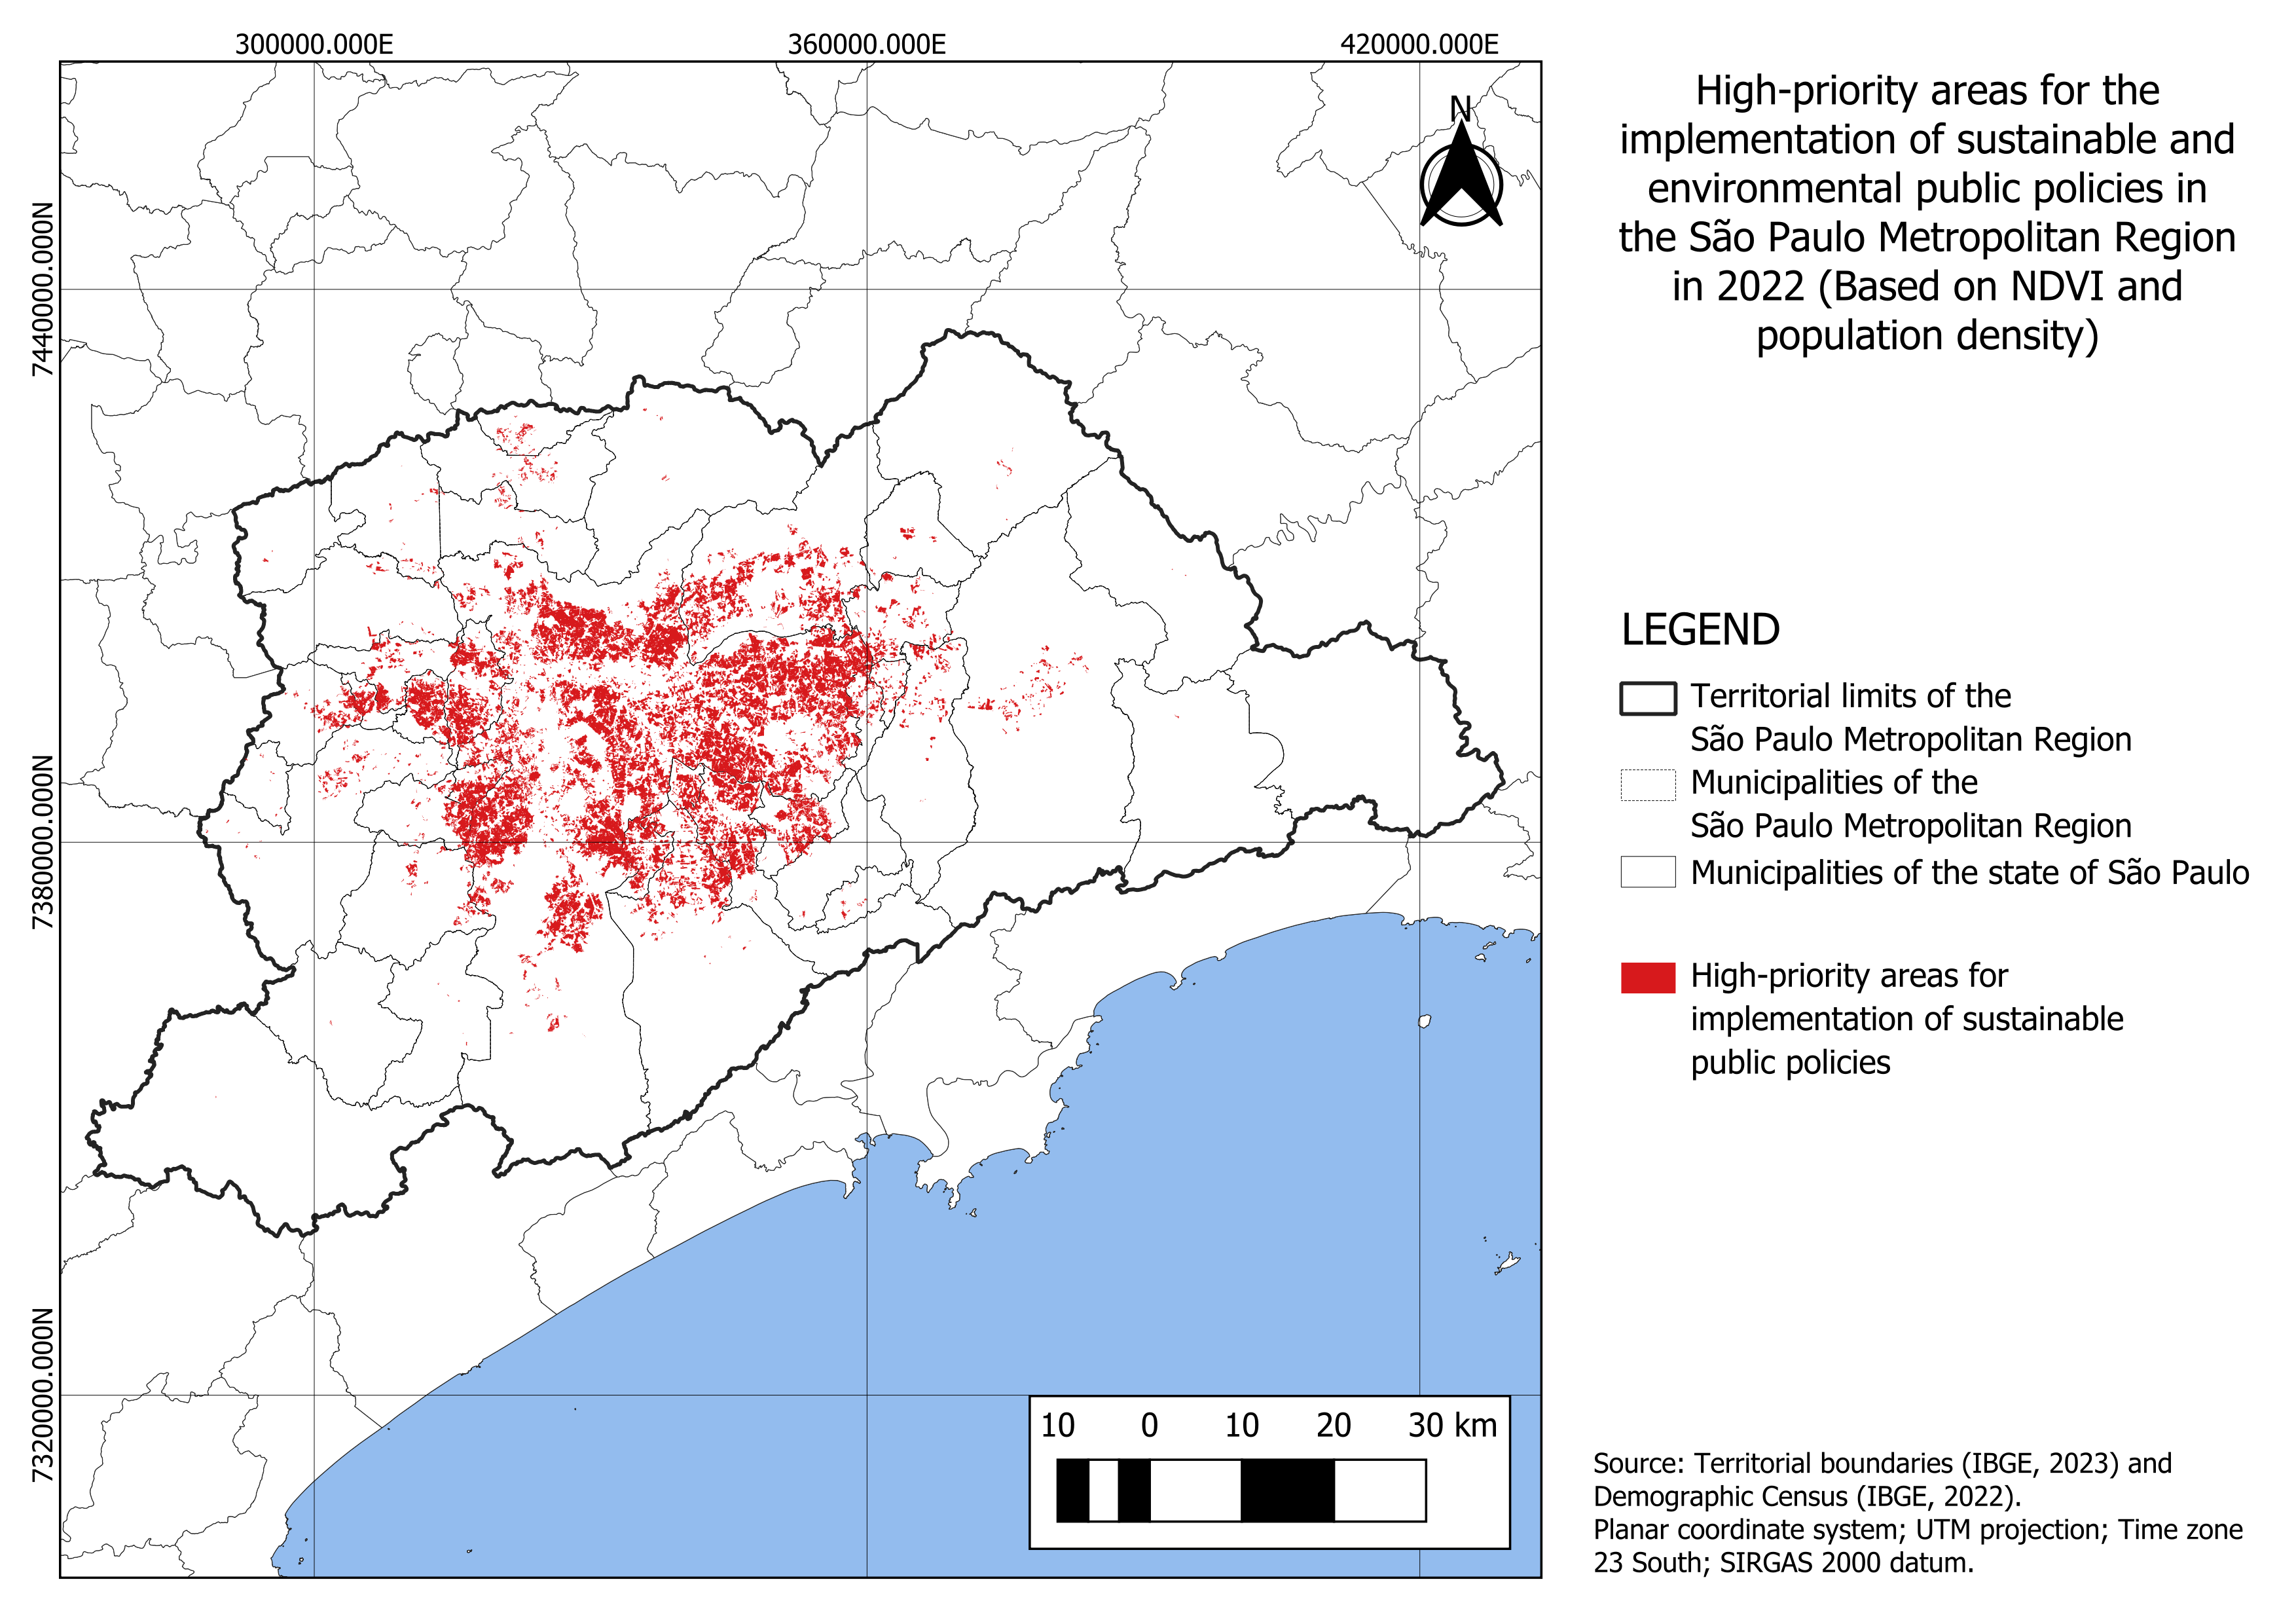 300000.000E 360000.000E 420000.000E
7440000.000N
7380000.000N
7320000.000N
N
High-priority areas for the
implementation of sustainable and
environmental public policies in
the São Paulo Metropolitan Region
in 2022 (Based on NDVI and
population density)
LEGEND
Territorial limits of the
São Paulo Metropolitan Region
Municipalities of the
São Paulo Metropolitan Region
Municipalities of the state of São Paulo
High-priority areas for
implementation of sustainable
public policies
10 0 10 20 30 km
Source: Territorial boundaries (IBGE, 2023) and
Demographic Census (IBGE, 2022).
Planar coordinate system; UTM projection; Time zone
23 South; SIRGAS 2000 datum.